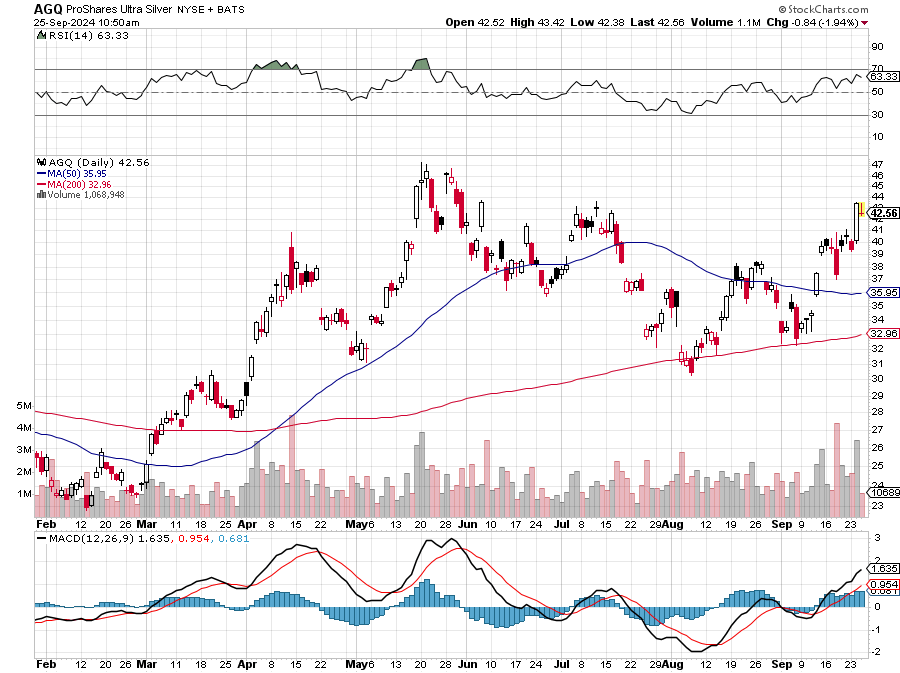 AGQ ProShares Ultra Silver NYSE + BATS
© StockCharts.com
25-Sep-2024 10:50am
Open 42.52 High 43.42 Low 42.38 Last 42.56 Volume 1.1M Chg -0.84 (-1.94%)
RSI(14) 63.33
90
70
63.33
50
30
10
AGQ (Daily) 42.56
MA(50) 35.95
MA(200) 32.96
Volume 1,068,948
47
46
45
44
43
42.56
41
40
39
38
37
35.95
35
34
32.96
32
31
30
29
28
27
26
25
24
10689
23
5M
4M
3M
2M
1M
Feb 12 20 26 Mar 11 18 25 Apr 8 15 22 May 6 13 20 28 Jun 10 17 24 Jul 8 15 22 29 Aug 12 19 26 Sep 9 16 23
MACD(12,26,9) 1.635, 0.954, 0.681
3
2
1.635
0.954
0.681
0
-1
-2
Feb 12 20 26 Mar 11 18 25 Apr 8 15 22 May 6 13 20 28 Jun 10 17 24 Jul 8 15 22 29 Aug 12 19 26 Sep 9 16 23